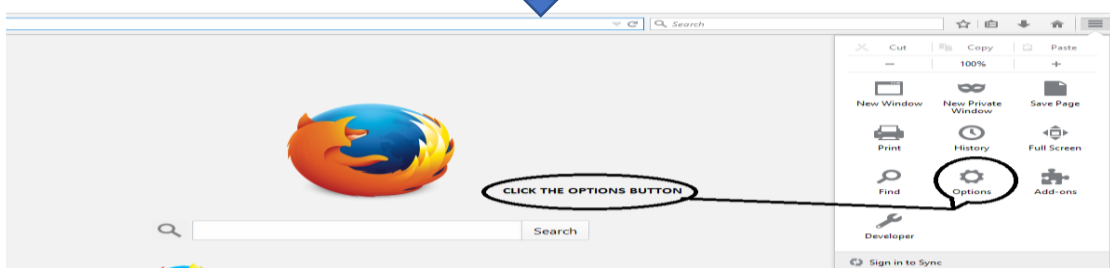 Search
Cut Copy Paste
− 100% +
New Window New Private Save Page
Window
Print History Full Screen
CLICK THE OPTIONS BUTTON
Find Options Add-ons
Search
Developer
Sign in to Sync